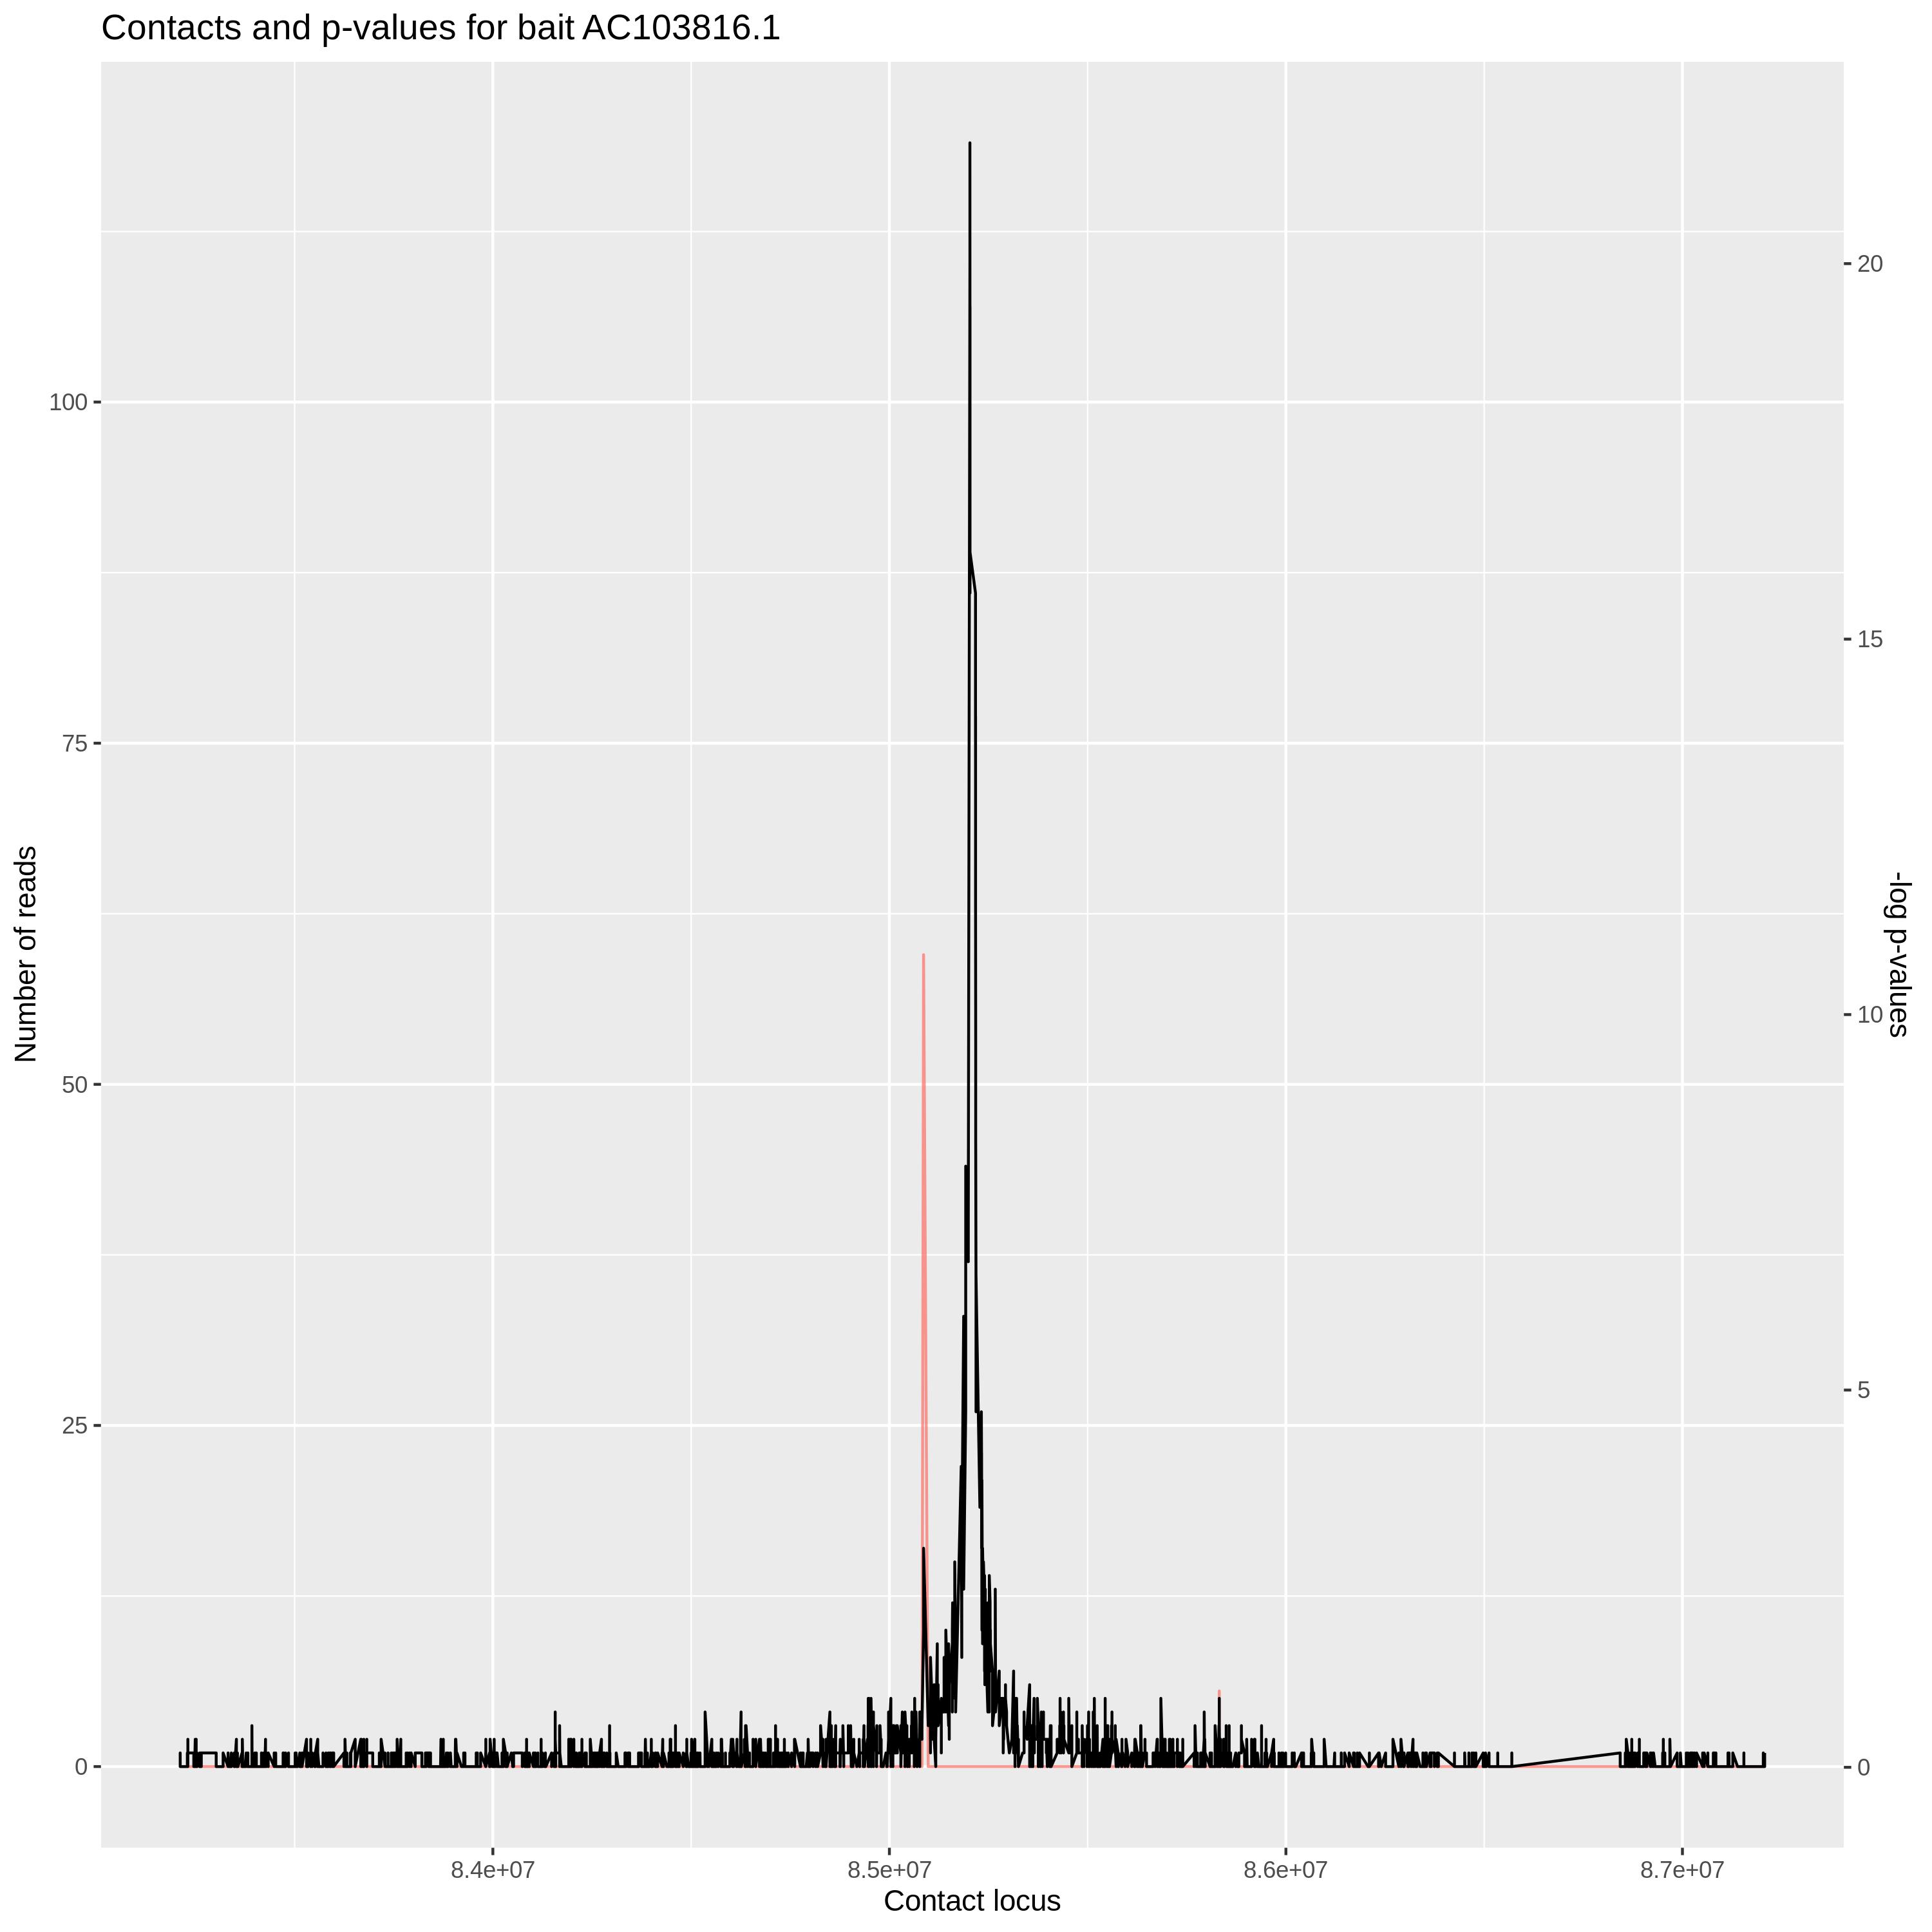 Contacts and p-values for bait AC103816.1
Number of reads
100
75
50
25
0
20
15
10
5
0
-log p-values
8.4e+07
8.5e+07
8.6e+07
8.7e+07
Contact locus